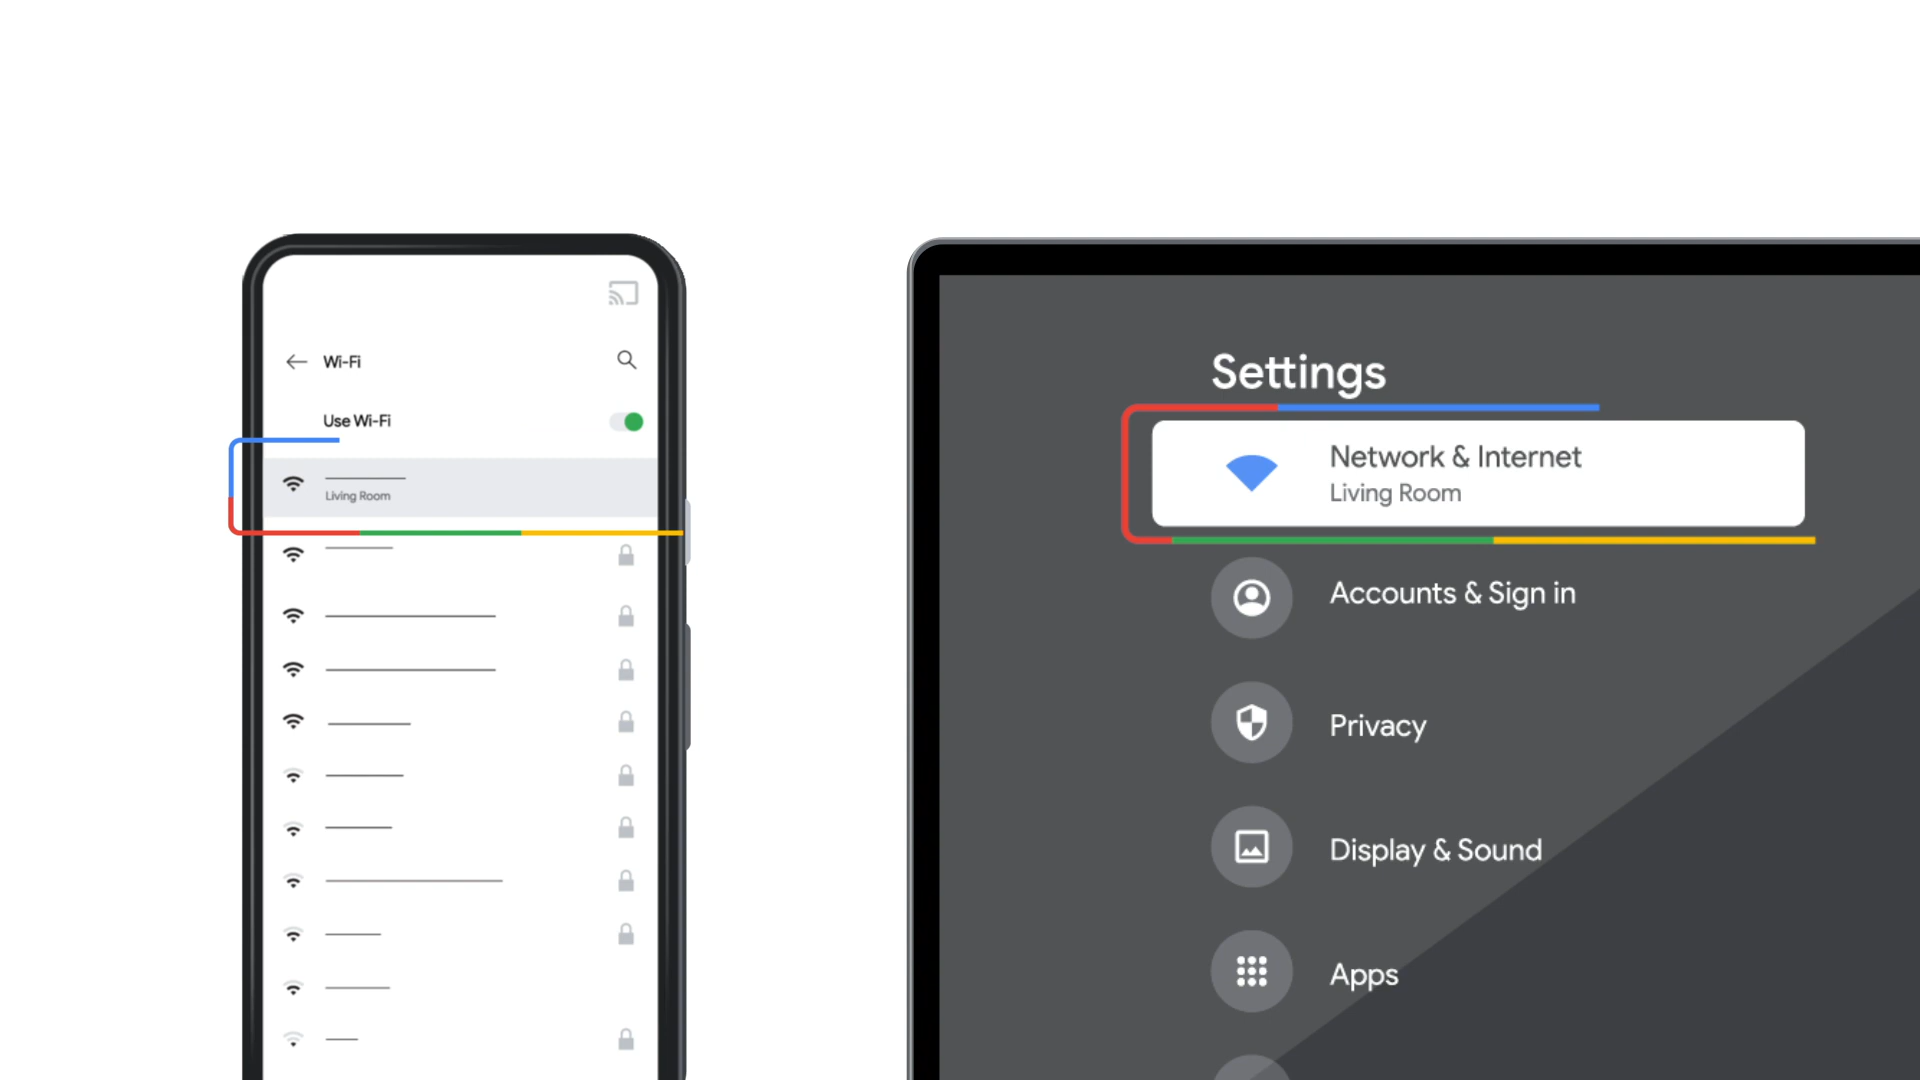 Wi-Fi
Use Wi-Fi
Living Room
Settings
Network & Internet
Living Room
Accounts & Sign in
Privacy
Display & Sound
Apps